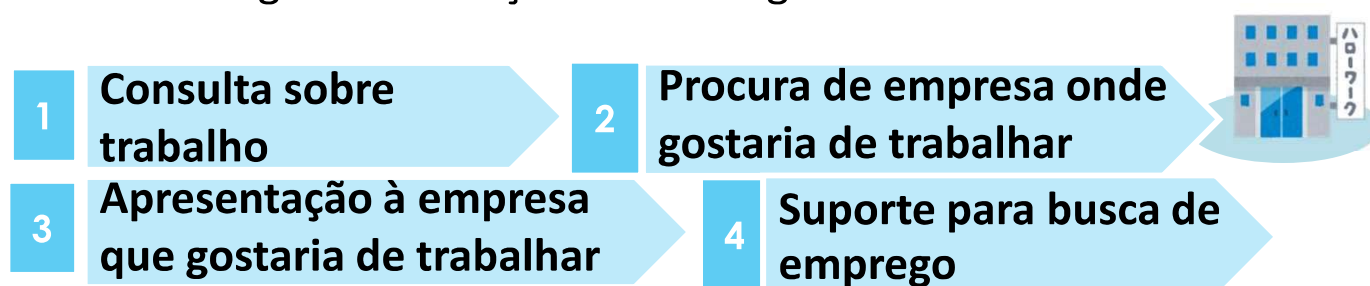 1
Consulta sobre
trabalho
2
Procura de empresa onde
gostaria de trabalhar
ハローワーク
3
Apresentação à empresa
que gostaria de trabalhar
4
Suporte para busca de
emprego